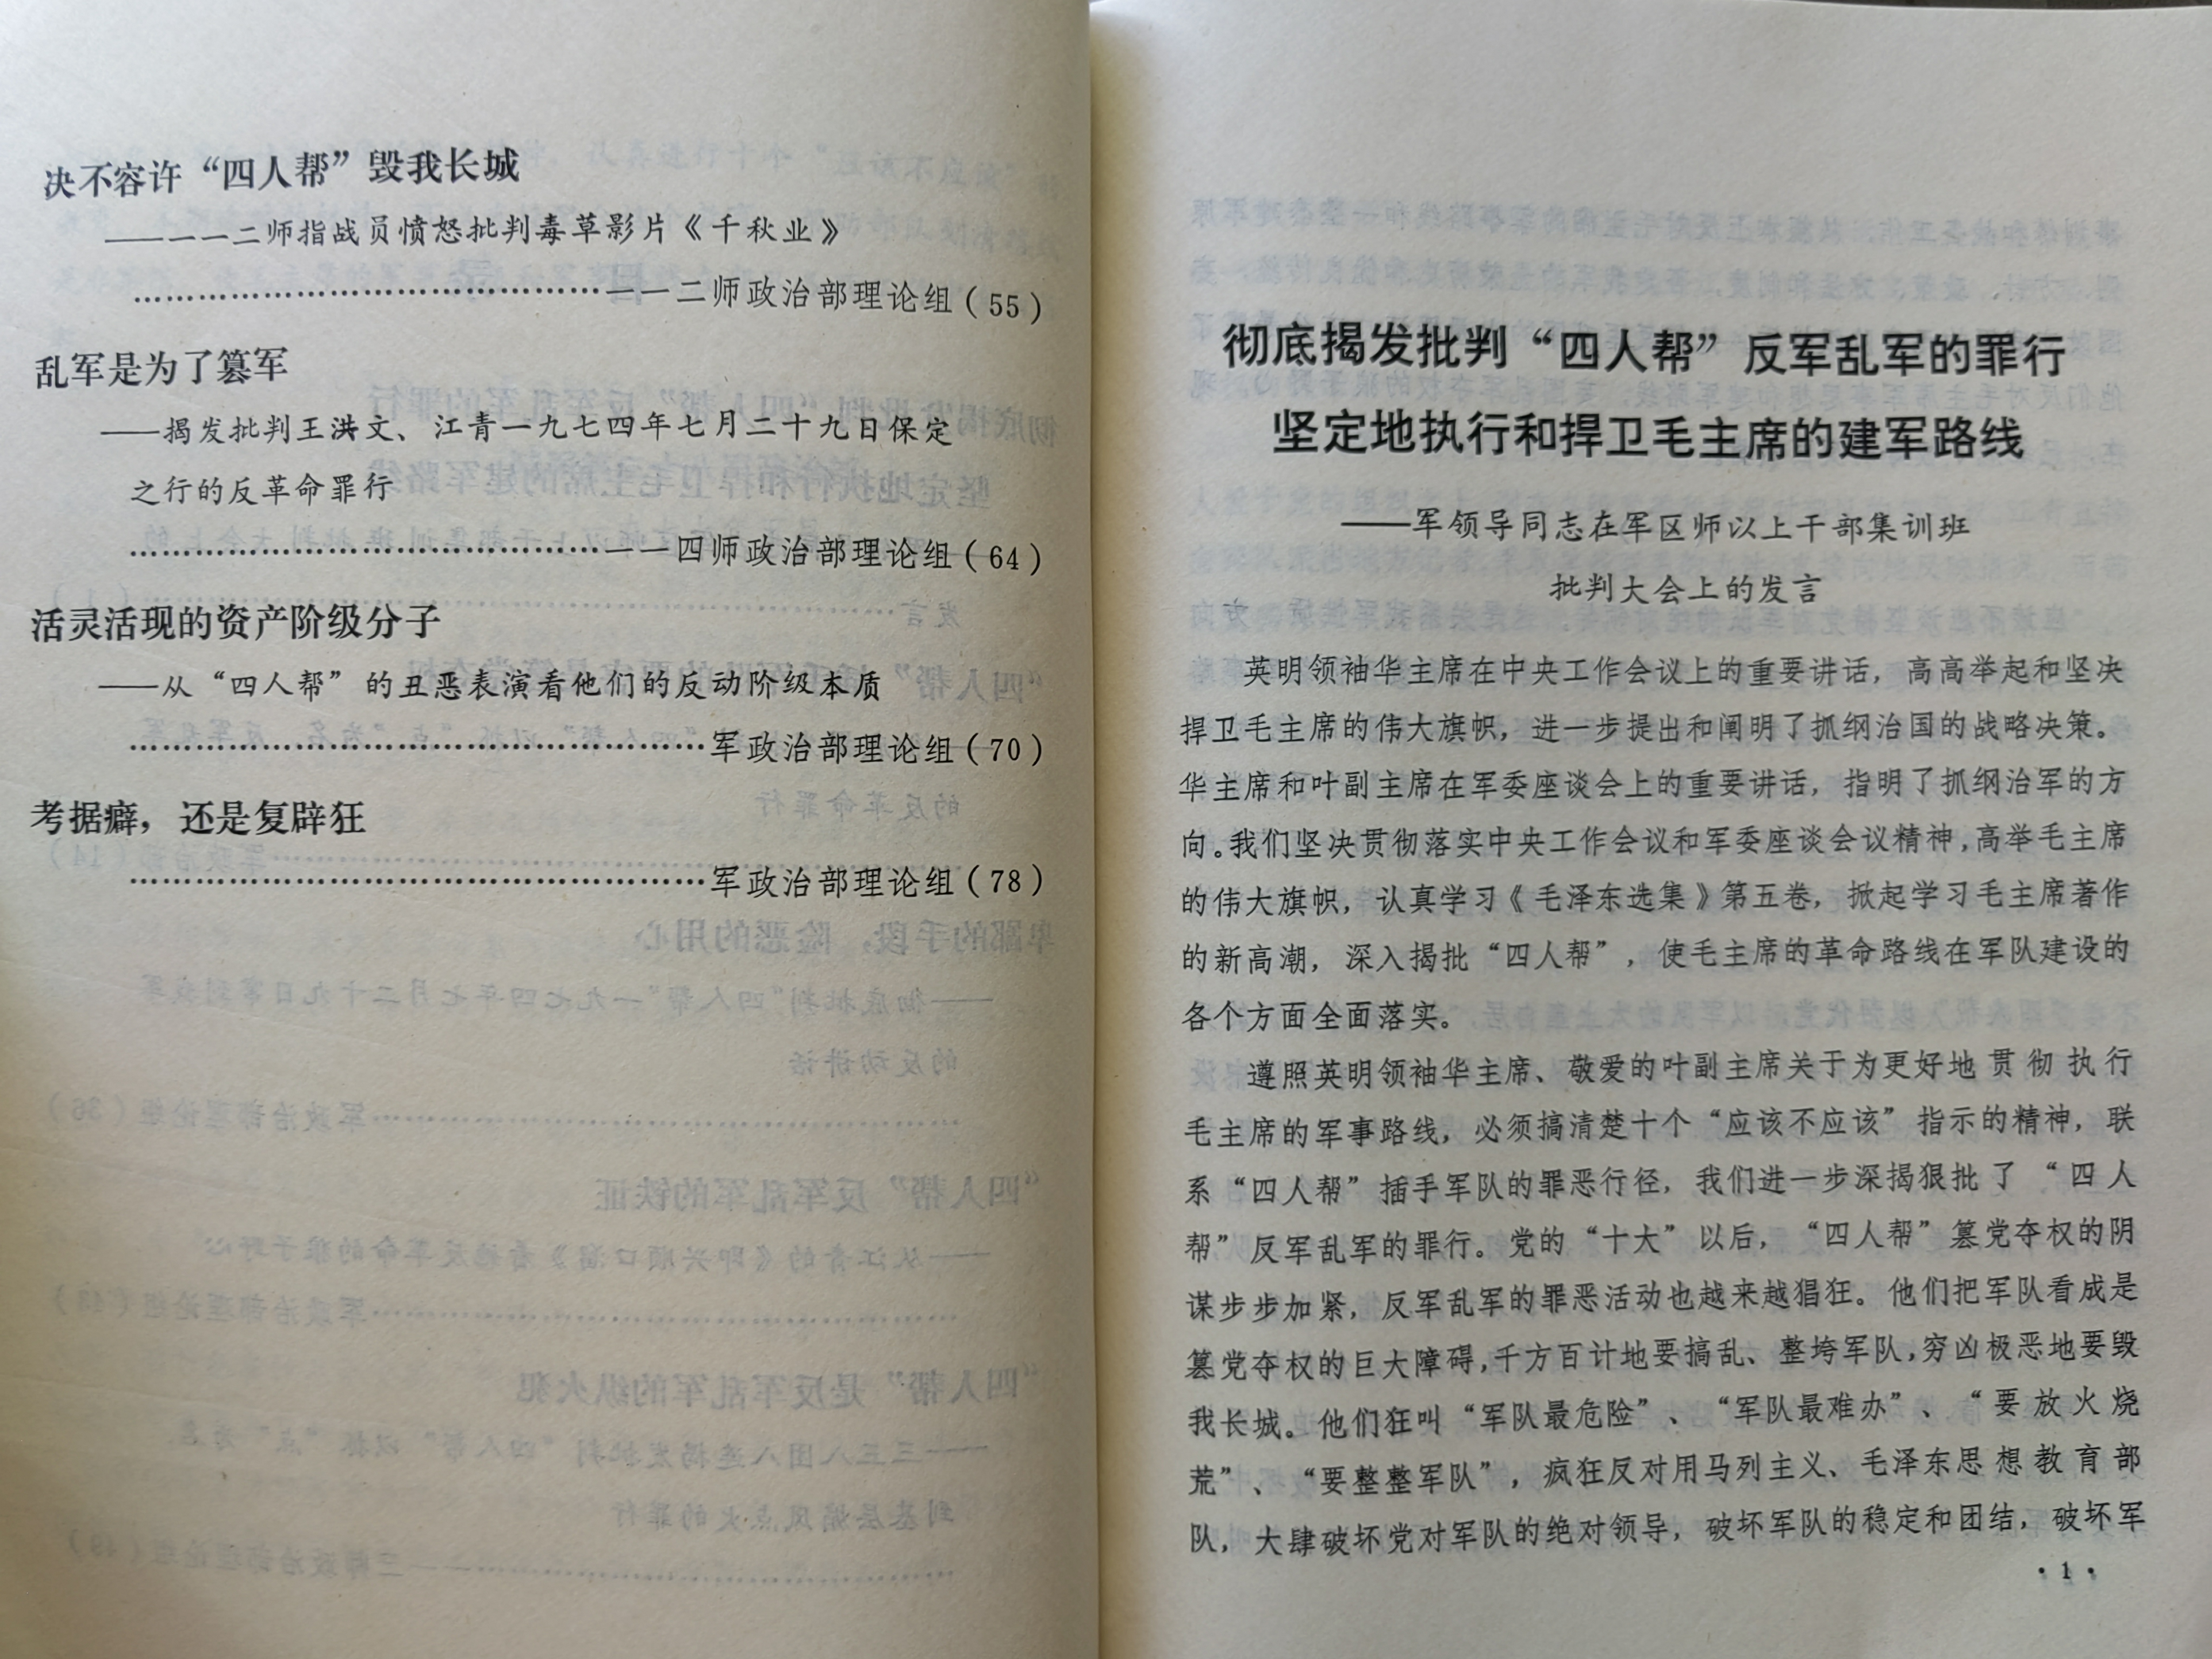 决不容许“四人帮”毁我长城
——一一二师指战员愤怒批判毒草影片《千秋业》
……………………………………一一二师政治部理论组(55)
乱军是为了篡军
——揭发批判王洪文、江青一九七四年七月二十九日保定
之行的反革命罪行
……………………………………一一四师政治部理论组(64)
活灵活现的资产阶级分子
——从“四人帮”的丑恶表演看他们的反动阶级本质
………………………………………………军政治部理论组(70)
考据癖，还是复辟狂
………………………………………………军政治部理论组(78)
彻底揭发批判“四人帮”反军乱军的罪行
坚定地执行和捍卫毛主席的建军路线
——军领导同志在军区师以上干部集训班
批判大会上的发言
英明领袖华主席在中央工作会议上的重要讲话，高高举起和坚决
捍卫毛主席的伟大旗帜，进一步提出和阐明了抓纲治国的战略决策。
华主席和叶副主席在军委座谈会上的重要讲话，指明了抓纲治军的方
向。我们坚决贯彻落实中央工作会议和军委座谈会议精神，高举毛主席
的伟大旗帜，认真学习《毛泽东选集》第五卷，掀起学习毛主席著作
的新高潮，深入揭批“四人帮”，使毛主席的革命路线在军队建设的
各个方面全面落实。
遵照英明领袖华主席、敬爱的叶副主席关于为更好地贯彻执行
毛主席的军事路线，必须搞清楚十个“应该不应该”指示的精神，联
系“四人帮”插手军队的罪恶行径，我们进一步深揭狠批了“四人
帮”反军乱军的罪行。党的“十大”以后，“四人帮”篡党夺权的阴
谋步步加紧，反军乱军的罪恶活动也越来越猖狂。他们把军队看成是
篡党夺权的巨大障碍，千方百计地要搞乱、整垮军队，穷凶极恶地要毁
我长城。他们狂叫“军队最危险”、“军队最难办”、“要放火烧
荒”、“要整整军队”，疯狂反对用马列主义、毛泽东思想教育部
队，大肆破坏党对军队的绝对领导，破坏军队的稳定和团结，破坏军
·1·